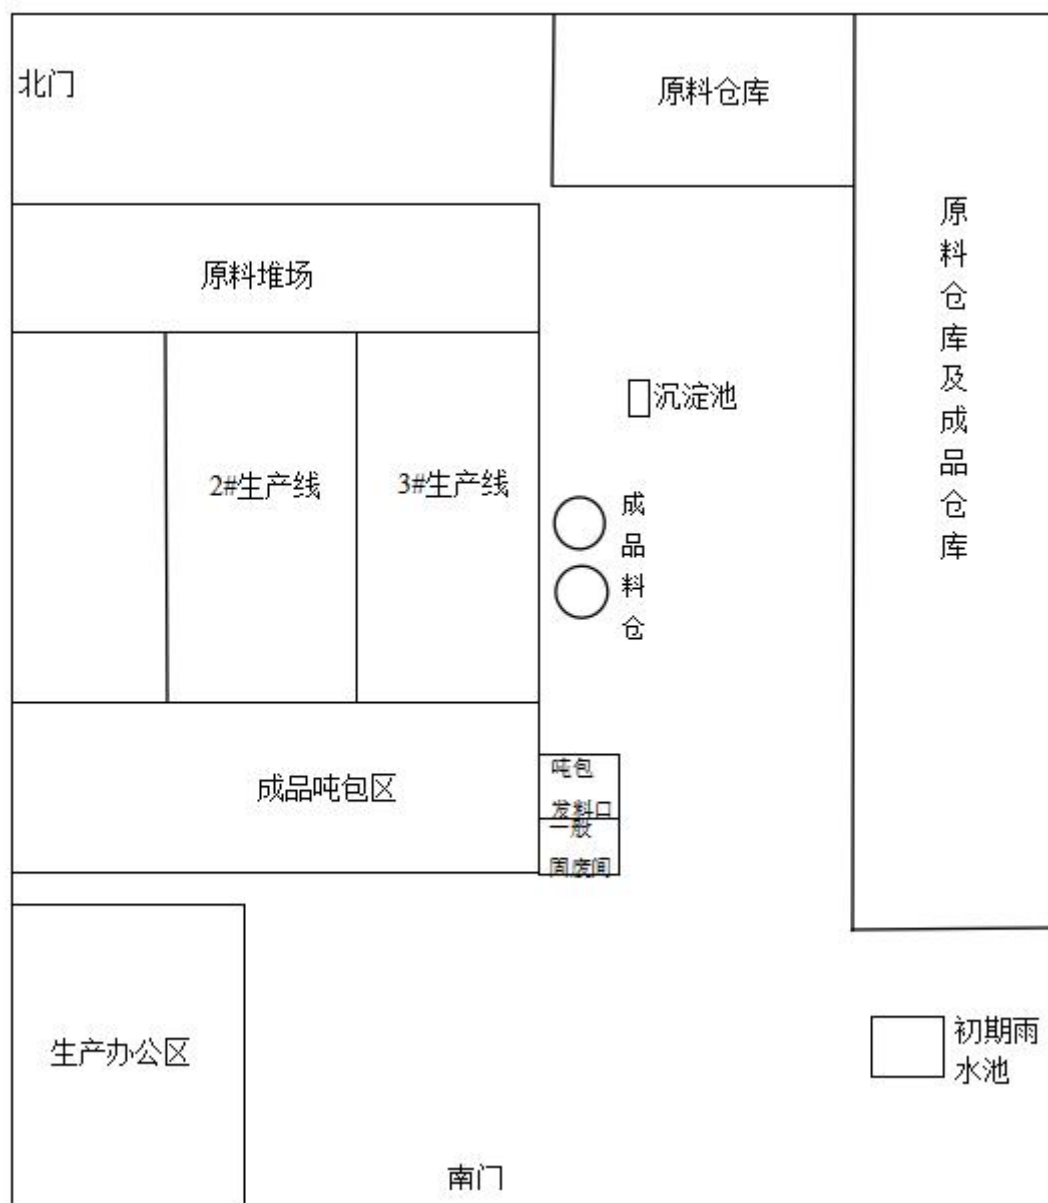 北门
原料仓库
原料仓库及成品仓库
原料堆场
沉淀池
2#生产线
3#生产线
成品料仓
吨包
发料口
一般
固废间
成品吨包区
生产办公区
初期雨
水池
南门